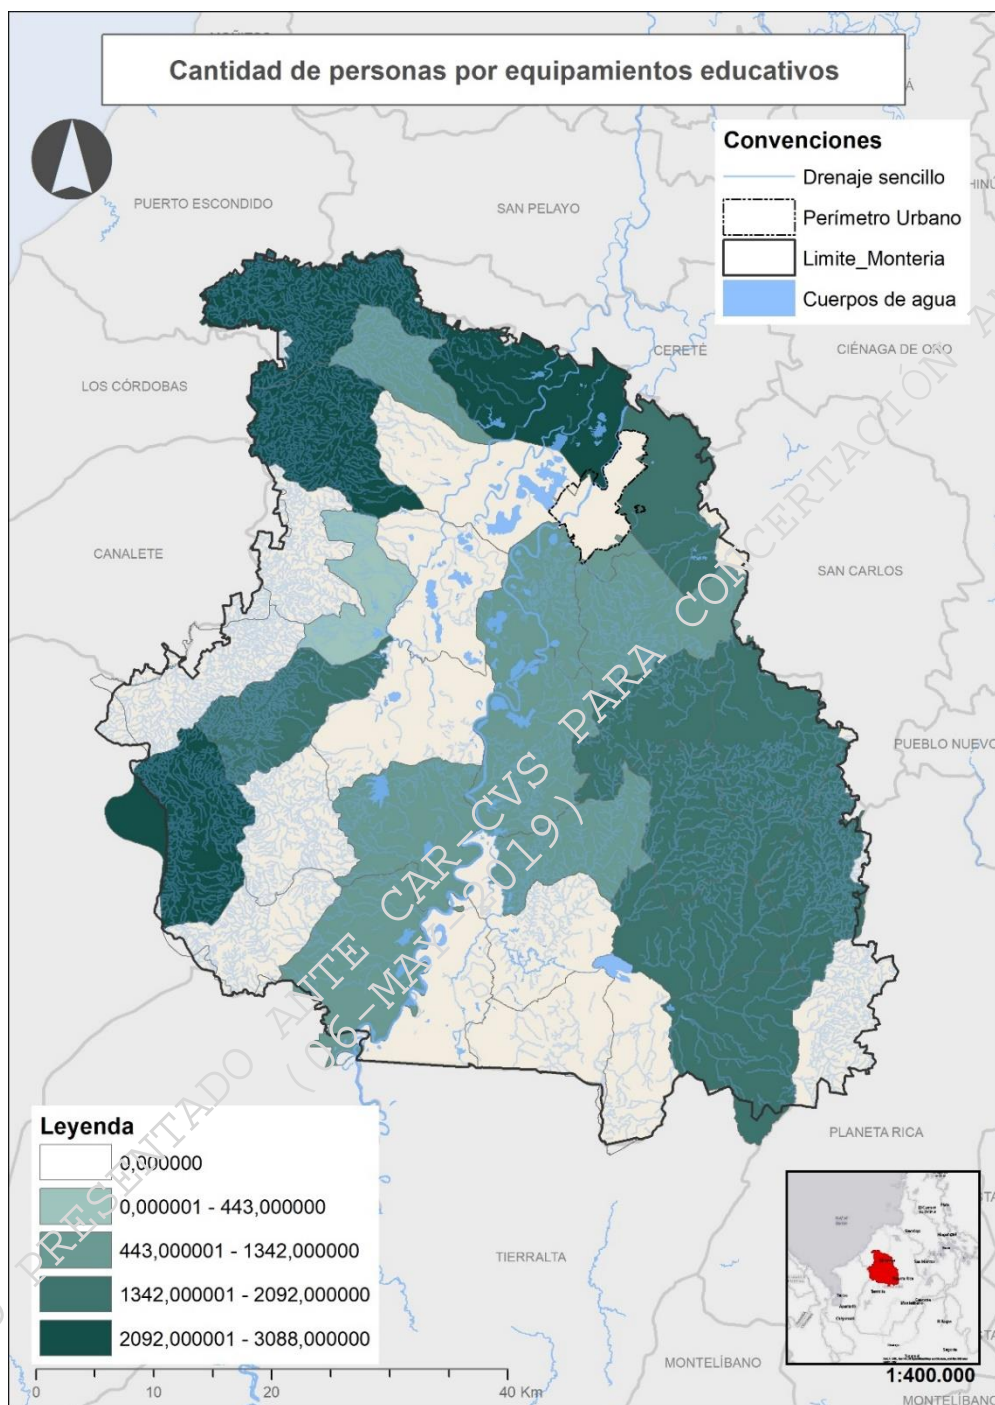 Cantidad de personas por equipamientos educativos
Convenciones
Drenaje sencillo
Perímetro Urbano
Limite_Monteria
Cuerpos de agua
PUERTO ESCONDIDO
SAN PELAYO
CERETÉ
CIÉNAGA DE ORO
LOS CÓRDOBAS
CANALETE
SAN CARLOS
PUEBLO NUEVO
PLANETA RICA
TIERRALTA
MONTELÍBANO
MONTELÍBANO
PRESENTADO ANTE CAR-CVS PARA CONCERTACIÓN
(06-MAY-2019)
Leyenda
0,000000
0,000001 - 443,000000
443,000001 - 1342,000000
1342,000001 - 2092,000000
2092,000001 - 3088,000000
0 10 20 40 Km
1:400.000